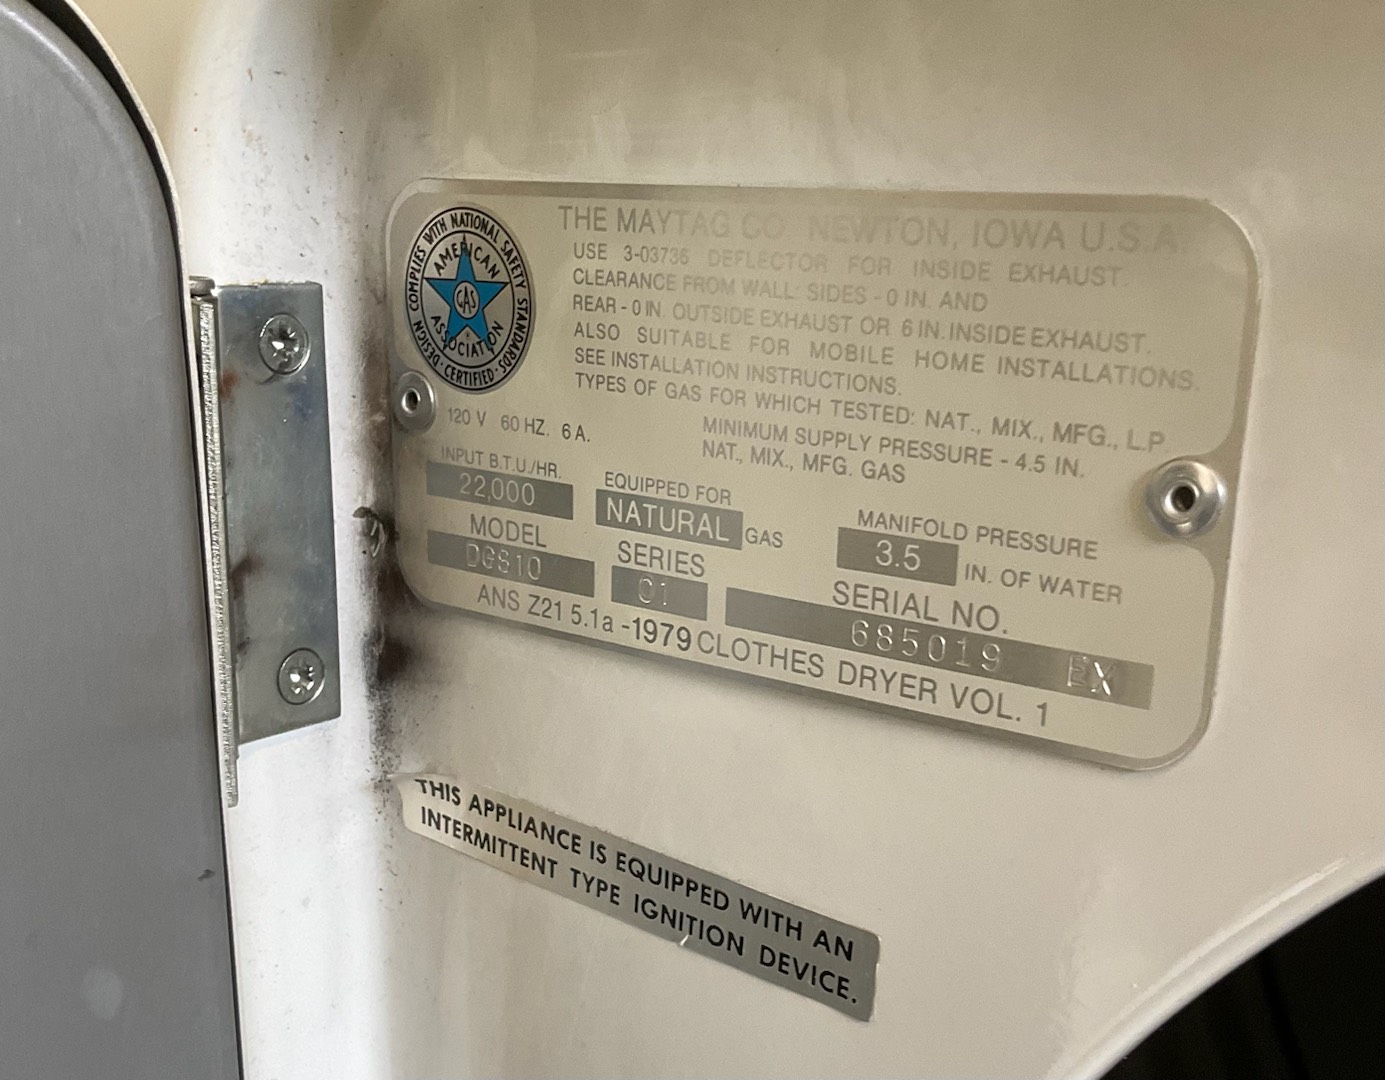 DESIGN COMPLIES WITH NATIONAL SAFETY STANDARDS
· CERTIFIED ·
AMERICAN
GAS
ASSOCIATION
THE MAYTAG CO. NEWTON, IOWA U.S.
USE 3-03736 DEFLECTOR FOR INSIDE EXHAUST.
CLEARANCE FROM WALL: SIDES - 0 IN. AND
REAR - 0 IN. OUTSIDE EXHAUST OR 6 IN. INSIDE EXHAUST.
ALSO SUITABLE FOR MOBILE HOME INSTALLATIONS.
SEE INSTALLATION INSTRUCTIONS.
TYPES OF GAS FOR WHICH TESTED: NAT., MIX., MFG., L.P.
120 V 60 HZ. 6 A.
MINIMUM SUPPLY PRESSURE - 4.5 IN.
NAT., MIX., MFG. GAS
INPUT B.T.U./HR.
22,000
EQUIPPED FOR
NATURAL GAS
MANIFOLD PRESSURE
3.5 IN. OF WATER
MODEL
DG810
SERIES
01
SERIAL NO.
685019 EX
ANS Z21 5.1a -1979 CLOTHES DRYER VOL. 1
THIS APPLIANCE IS EQUIPPED WITH AN
INTERMITTENT TYPE IGNITION DEVICE.